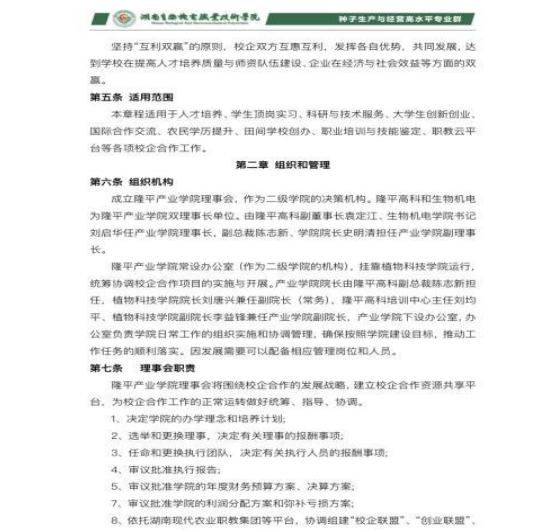 湖南生物机电职业技术学院
种子生产与经营高水平专业群
坚持“互利双赢”的原则，校企双方互惠互利，发挥各自优势，共同发展，达
到学校在提高人才培养质量与师资队伍建设、企业在经济与社会效益等方面的双
赢。
第五条 适用范围
本章程适用于人才培养、学生顶岗实习、科研与技术服务、大学生创新创业、
国际合作交流、农民学历提升、田间学校创办、职业培训与技能鉴定、职教云平
台等各项校企合作工作。
第二章 组织和管理
第六条 组织机构
成立隆平产业学院理事会，作为二级学院的决策机构。隆平高科和生物机电
为隆平产业学院双理事长单位。由隆平高科副董事长袁定江、生物机电学院书记
刘启华任产业学院理事长，副总裁陈志新、学院院长史明清担任产业学院副理事
长。
隆平产业学院常设办公室（作为二级学院的机构），挂靠植物科技学院运行，
统筹协调校企合作项目的实施与开展。产业学院院长由隆平高科副总裁陈志新担
任，植物科技学院院长刘唐兴兼任副院长（常务），隆平高科培训中心主任刘均
平、植物科技学院副院长李益锋兼任产业学院副院长，产业学院下设办公室，办
公室负责学院日常工作的组织实施和协调管理，确保按照学院建设目标，推动工
作任务的顺利落实。因发展需要可以配备相应管理岗位和人员。
第七条 理事会职责
隆平产业学院理事会将围绕校企合作的发展战略，建立校企合作资源共享平
台，为校企合作工作的正常运转做好统筹、指导、协调。
1、决定学院的办学理念和培养计划；
2、选举和更换理事，决定有关理事的报酬事项；
3、任命和更换执行团队，决定有关执行人员的报酬事项；
4、审议批准执行报告；
5、审议批准学院的年度财务预算方案、决算方案；
7、审议批准学院的利润分配方案和弥补亏损方案；
8、依托湖南现代农业职教集团等平台，协调组建“校企联盟”、“创业联盟”、